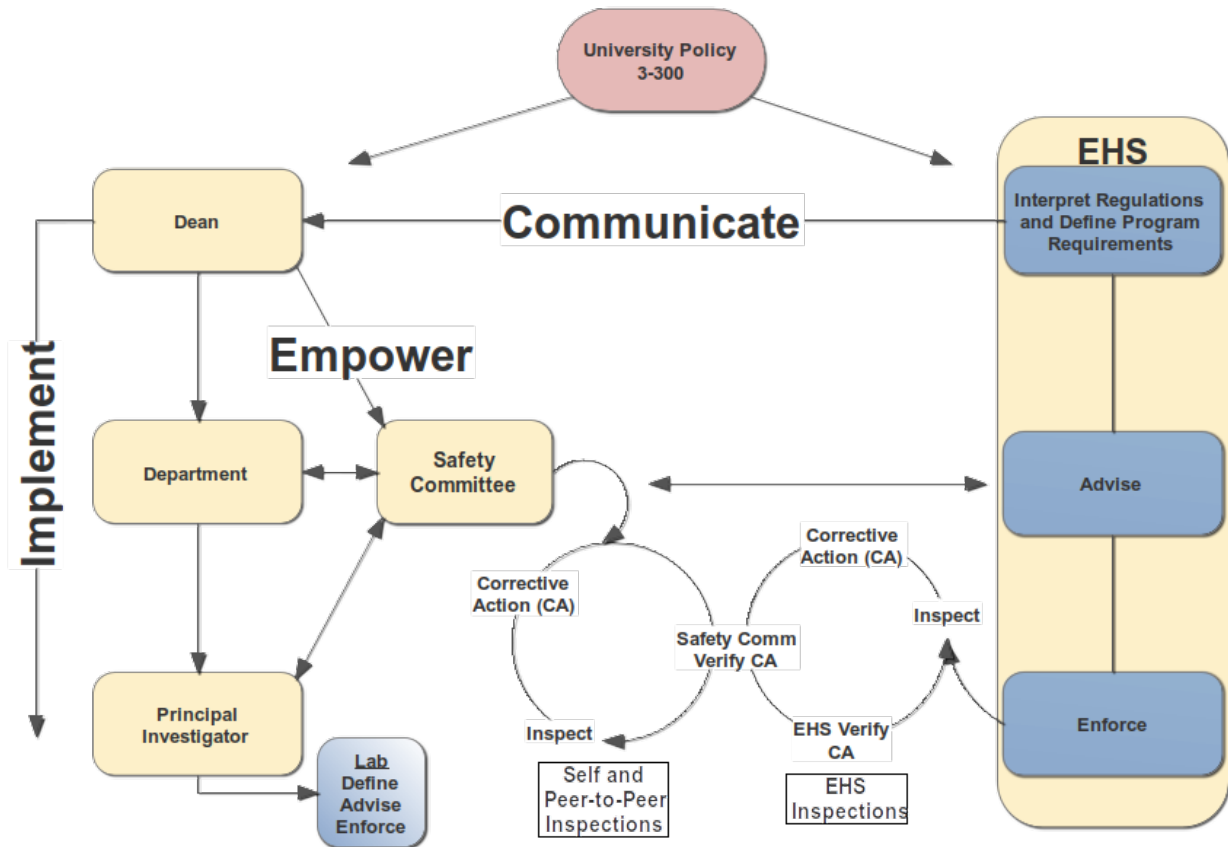 University Policy
3-300
EHS
Interpret Regulations
and Define Program
Requirements
Communicate
Dean
Implement
Empower
Department
Safety
Committee
Advise
Corrective
Action (CA)
Corrective
Action (CA)
Inspect
Safety Comm
Verify CA
Principal
Investigator
Inspect
EHS Verify
CA
Enforce
Lab
Define
Advise
Enforce
Self and
Peer-to-Peer
Inspections
EHS
Inspections